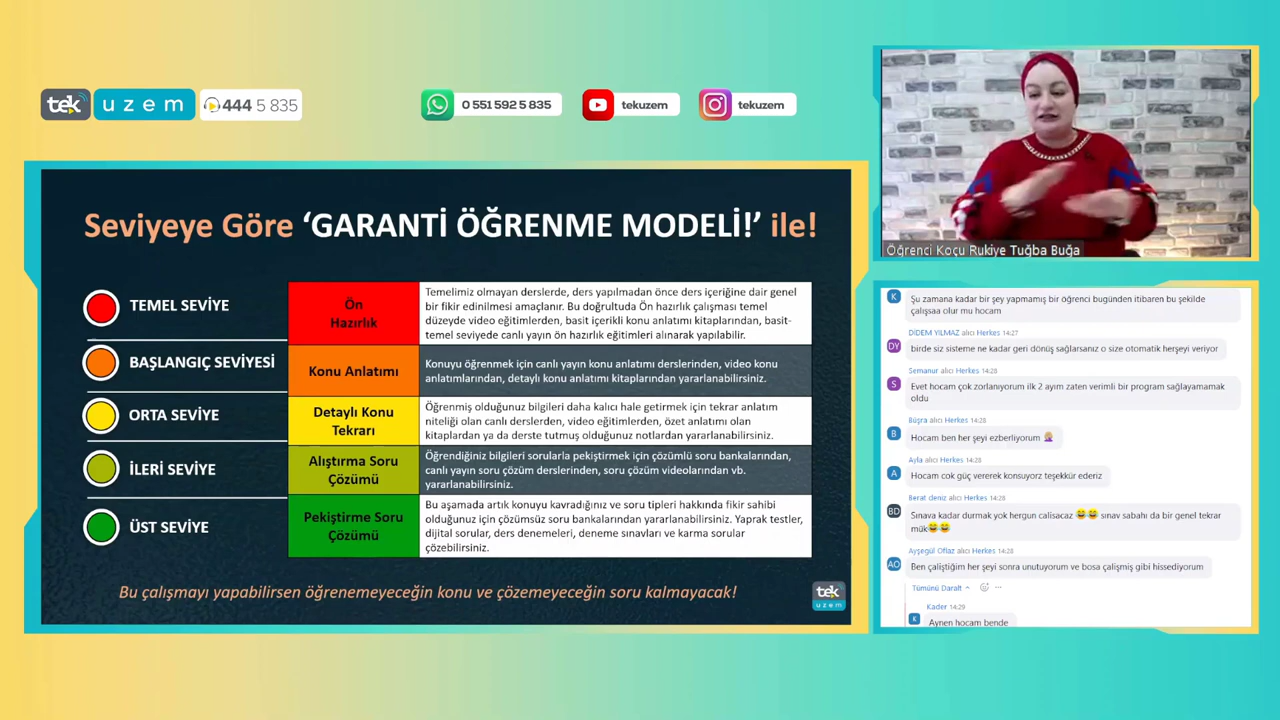 tek uzem 444 5 835
0 551 592 5 835
tekuzem
tekuzem
Seviyeye Göre ‘GARANTİ ÖĞRENME MODELİ!’ ile!
TEMEL SEVİYE
BAŞLANGIÇ SEVİYESİ
ORTA SEVİYE
İLERİ SEVİYE
ÜST SEVİYE
Ön
Hazırlık
Temelimiz olmayan derslerde, ders yapılmadan önce ders içeriğine dair genel
bir fikir edinilmesi amaçlanır. Bu doğrultuda Ön hazırlık çalışması temel
düzeyde video eğitimlerden, basit içerikli konu anlatımı kitaplarından, basit-
temel seviyede canlı yayın ön hazırlık eğitimleri alınarak yapılabilir.
Konu Anlatımı
Konuyu öğrenmek için canlı yayın konu anlatımı derslerinden, video konu
anlatımlarından, detaylı konu anlatımı kitaplarından yararlanabilirsiniz.
Detaylı Konu
Tekrarı
Öğrenmiş olduğunuz bilgileri daha kalıcı hale getirmek için tekrar anlatım
niteliği olan canlı derslerden, video eğitimlerden, özet anlatımı olan
kitaplardan ya da derste tutmuş olduğunuz notlardan yararlanabilirsiniz.
Alıştırma Soru
Çözümü
Öğrendiğiniz bilgileri sorularla pekiştirmek için çözümlü soru bankalarından,
canlı yayın soru çözüm derslerinden, soru çözüm videolarından vb.
yararlanabilirsiniz.
Pekiştirme Soru
Çözümü
Bu aşamada artık konuyu kavradığınız ve soru tipleri hakkında fikir sahibi
olduğunuz için çözümsüz soru bankalarından yararlanabilirsiniz. Yaprak testler,
dijital sorular, ders denemeleri, deneme sınavları ve karma sorular
çözebilirsiniz.
Bu çalışmayı yapabilirsen öğrenemeyeceğin konu ve çözemeyeceğin soru kalmayacak!
tek
uzem
Öğrenci Koçu Rukiye Tuğba Buğa
K
Şu zamana kadar bir şey yapmamış bir öğrenci bugünden itibaren bu şekilde
çalışsaa olur mu hocam
DİDEM YILMAZ alıcı Herkes 14:27
DY
birde siz sisteme ne kadar geri dönüş sağlarsanız o size otomatik herşeyi veriyor
Semanur alıcı Herkes 14:28
S
Evet hocam çok zorlanıyorum ilk 2 ayım zaten verimli bir program sağlayamamak
oldu
Büşra alıcı Herkes 14:28
B
Hocam ben her şeyi ezberliyorum
Ayla alıcı Herkes 14:28
A
Hocam cok güç vererek konsuyorz teşekkür ederiz
Berat deniz alıcı Herkes 14:28
BD
Sınava kadar durmak yok hergun calisacaz 😂😂 sınav sabahı da bir genel tekrar
mük😂😂
Ayşegül Oflaz alıcı Herkes 14:28
AO
Ben çaliştiğim her şeyi sonra unutuyorum ve bosa çalişmiş gibi hissediyorum
Tümünü Daralt
Kader 14:29
K
Aynen hocam bende